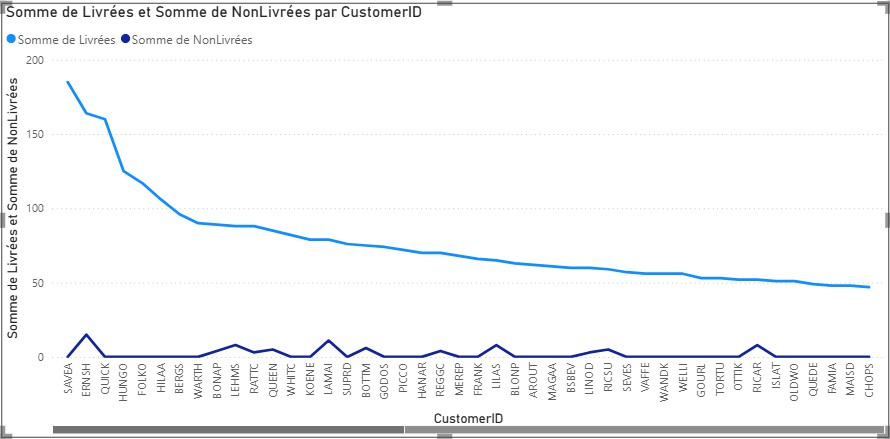 Somme de Livrées et Somme de NonLivrées par CustomerID
Somme de Livrées Somme de NonLivrées
Somme de Livrées et Somme de NonLivrées
200
150
100
50
0
SAVEA
ERNSH
QUICK
HUNGO
FOLKO
HILAA
BERGS
WARTH
BONAP
LEHMS
RATTC
QUEEN
WHITC
KOENE
LAMAI
SUPRD
BOTTM
GODOS
PICCO
HANAR
REGGC
MEREP
FRANK
LILAS
BLONP
AROUT
MAGAA
BSBEV
LINOD
RICSU
SEVES
VAFFE
WANDK
WELLI
GOURL
TORTU
OTTIK
RICAR
ISLAT
OLDWO
QUEDE
FAMIA
MAISD
CHOPS
CustomerID